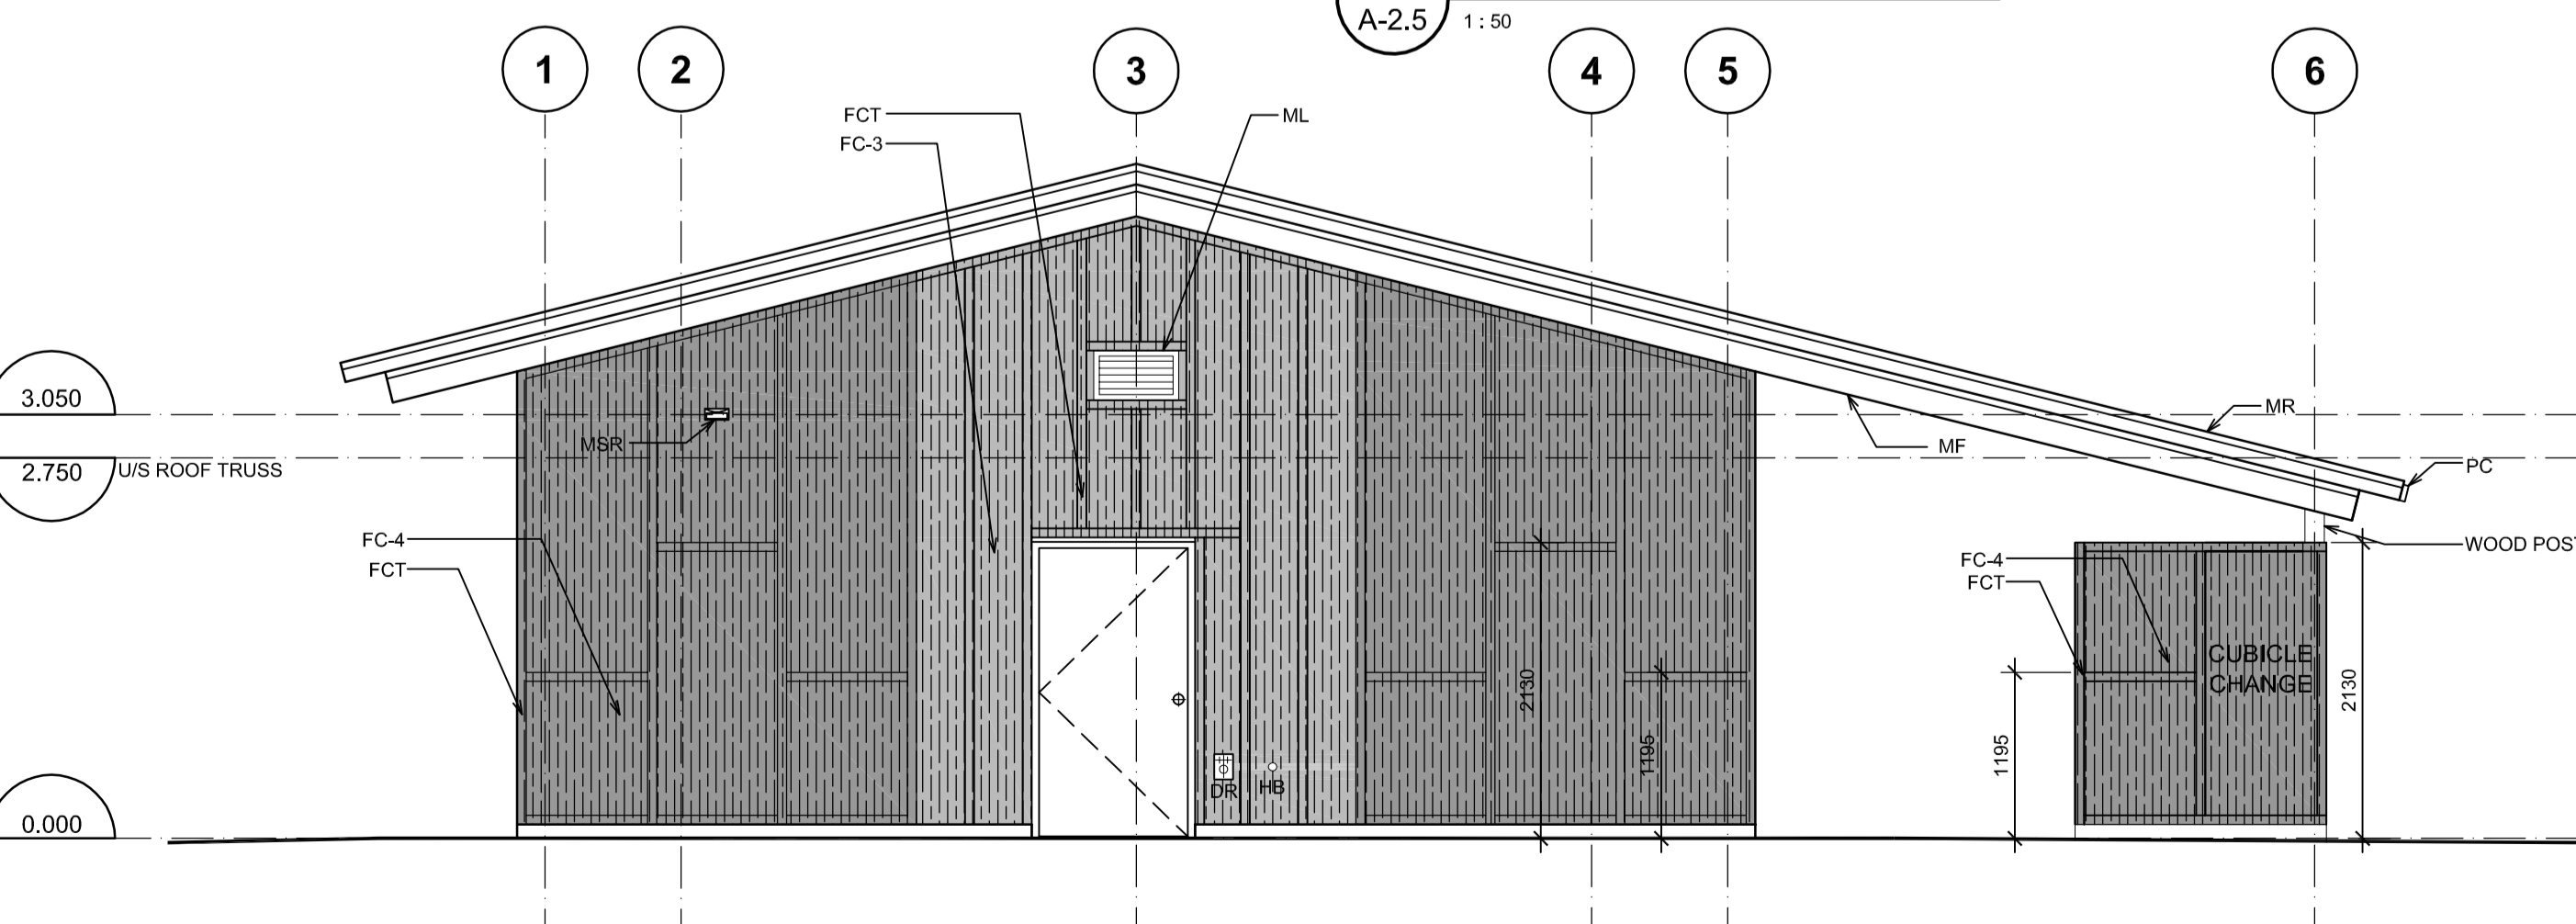 A-2.5
1 : 50
1
2
3
4
5
6
FCT
FC-3
ML
3.050
MSR
MR
MF
2.750
U/S ROOF TRUSS
PC
FC-4
FCT
WOOD POS
FC-4
FCT
CUBICLE
CHANGE
2130
1195
1195
2130
DR
HB
0.000